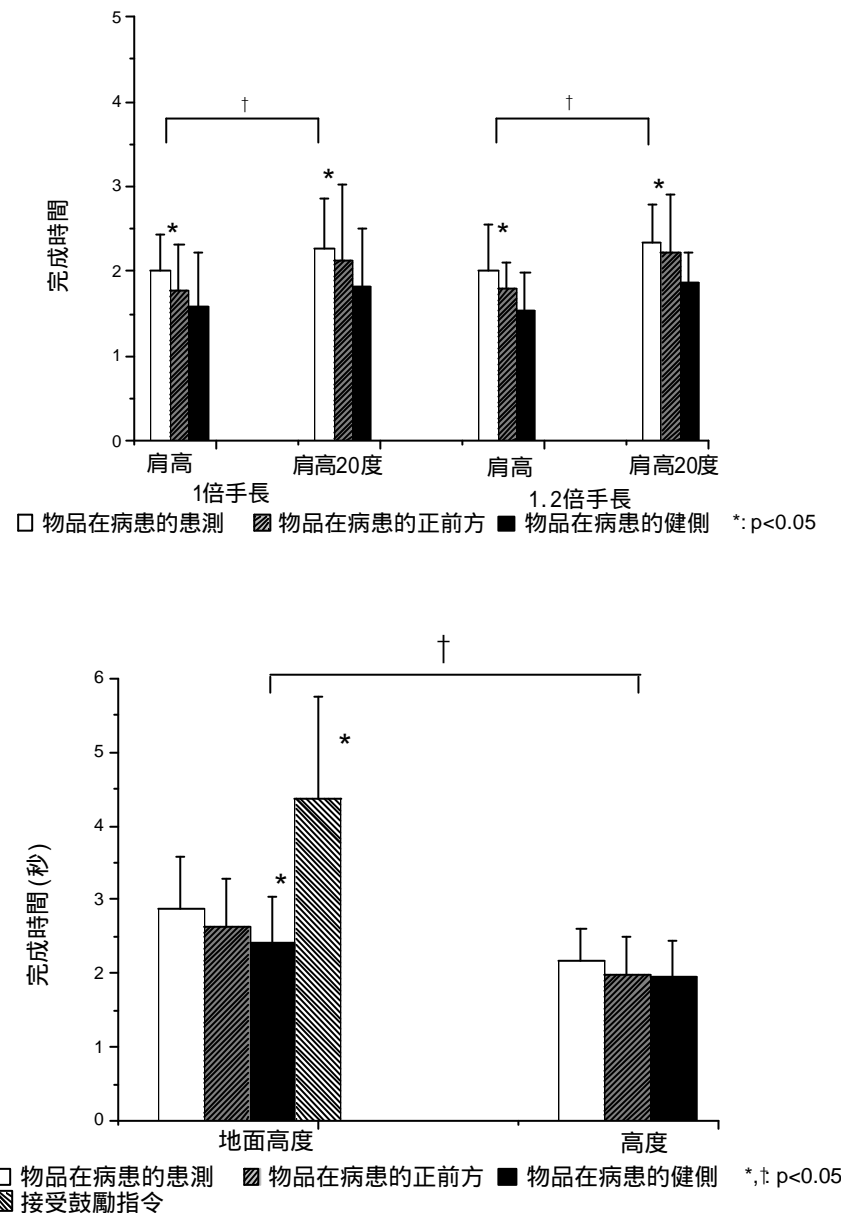 5
4
3
2
1
0
完成時間
†
†
*
*
*
*
肩高
肩高20度
肩高
肩高20度
1倍手長
1.2倍手長
物品在病患的患測
物品在病患的正前方
物品在病患的健側
*: p<0.05
†
6
5
4
3
2
1
0
完成時間(秒)
*
*
地面高度
高度
物品在病患的患測
物品在病患的正前方
物品在病患的健側
*,†: p<0.05
接受鼓勵指令